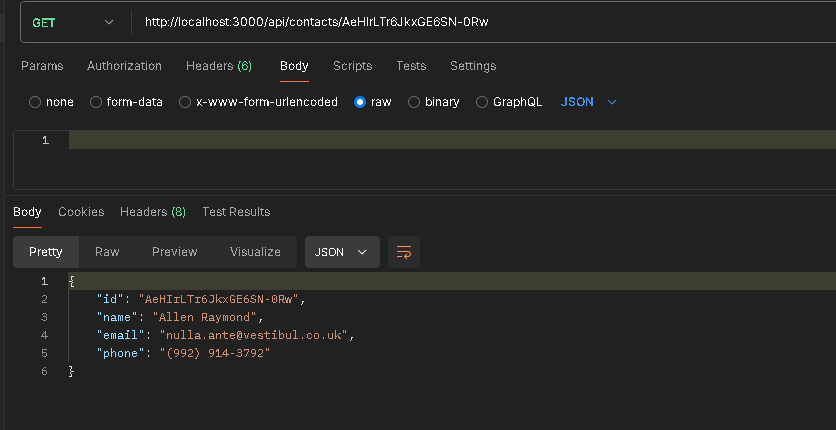 GET http://localhost:3000/api/contacts/AeHIrLTr6JkxGE6SN-0Rw
Params Authorization Headers (6) Body Scripts Tests Settings
none form-data x-www-form-urlencoded raw binary GraphQL JSON
1
Body Cookies Headers (8) Test Results
Pretty Raw Preview Visualize JSON
1 {
2 "id": "AeHIrLTr6JkxGE6SN-0Rw",
3 "name": "Allen Raymond",
4 "email": "nulla.ante@vestibul.co.uk",
5 "phone": "(992) 914-3792"
6 }